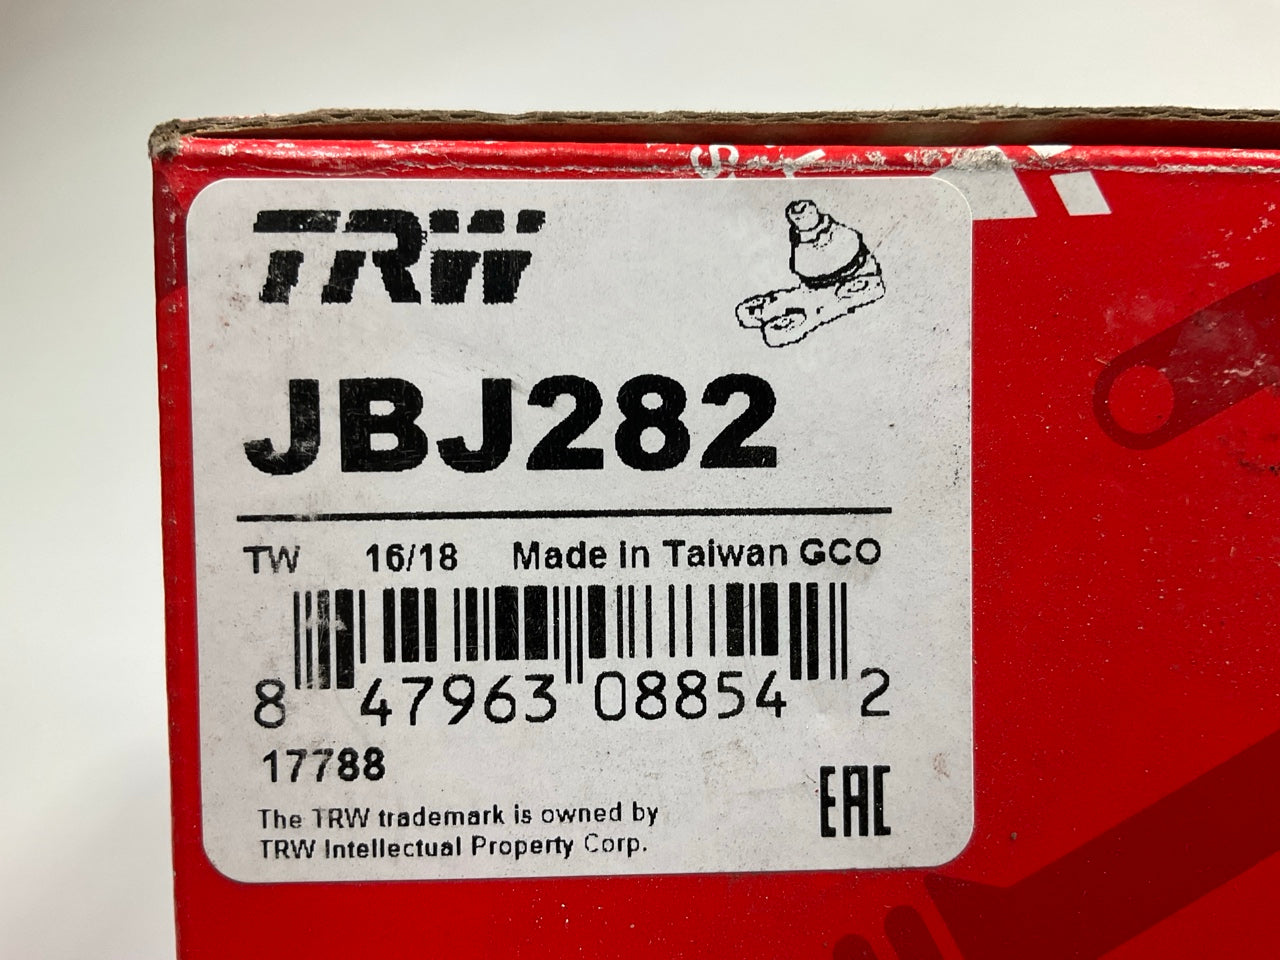 TRW
JBJ282
TW 16/18 Made in Taiwan GCO
8 47963 08854 2
17788
EAC
The TRW trademark is owned by
TRW Intellectual Property Corp.